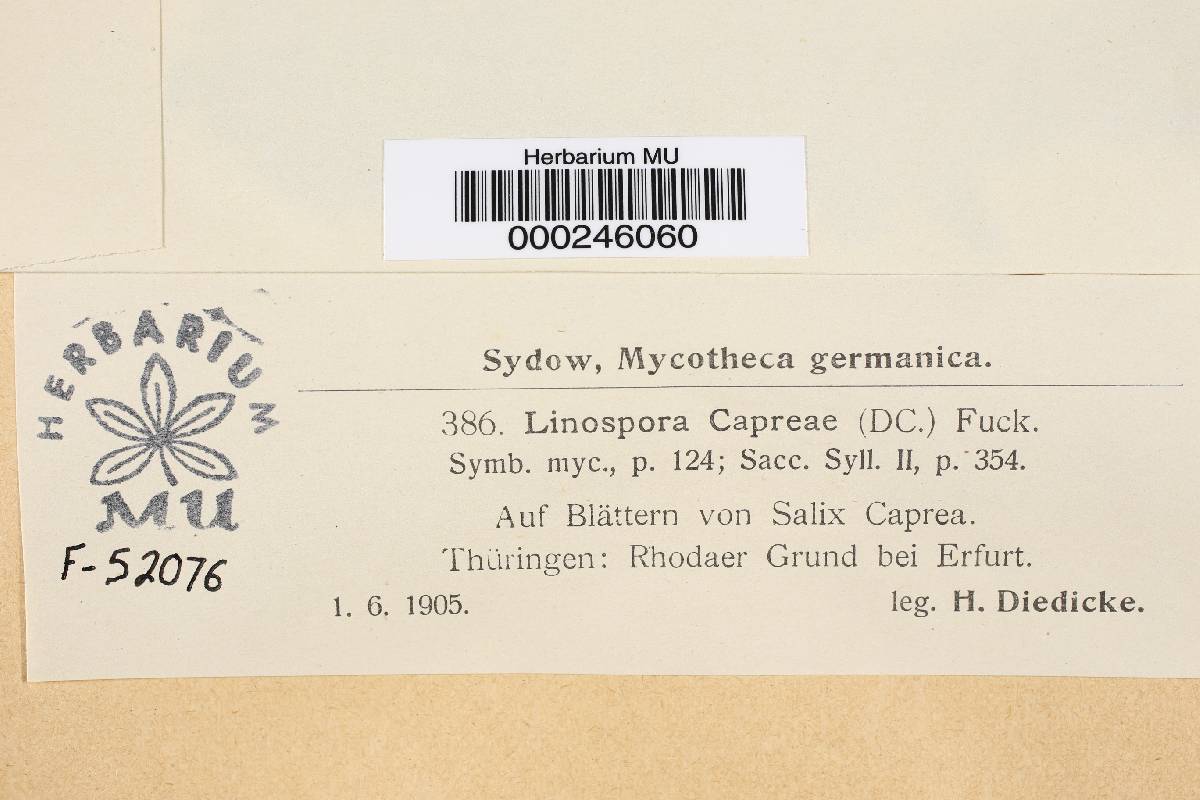 Herbarium MU
000246060
HERBARIUM
MU
F-52076
Sydow, Mycotheca germanica.
386. Linospora Capreae (DC.) Fuck.
Symb. myc., p. 124; Sacc. Syll. II, p. 354.
Auf Blättern von Salix Caprea.
Thüringen: Rhodaer Grund bei Erfurt.
1. 6. 1905. leg. H. Diedicke.